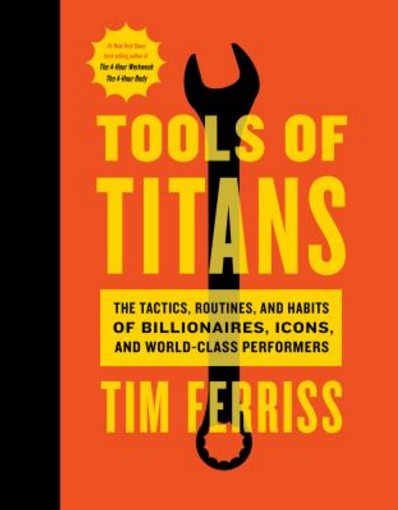 #1 New York Times
best-selling author of
The 4-Hour Workweek
The 4-Hour Body
TOOLS OF
TITANS
THE TACTICS, ROUTINES, AND HABITS
OF BILLIONAIRES, ICONS,
AND WORLD-CLASS PERFORMERS
TIM FERRISS